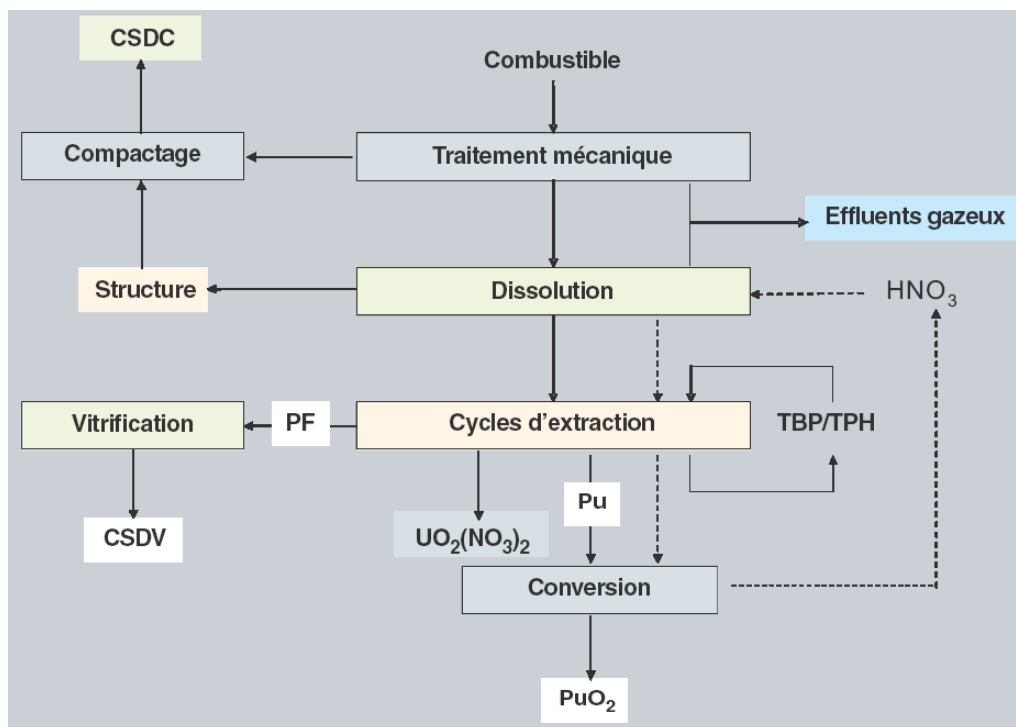 CSDC
Combustible
Compactage
Traitement mécanique
Effluents gazeux
Structure
Dissolution
HNO₃
Vitrification
PF
Cycles d'extraction
TBP/TPH
Pu
CSDV
UO₂(NO₃)₂
Conversion
PuO₂